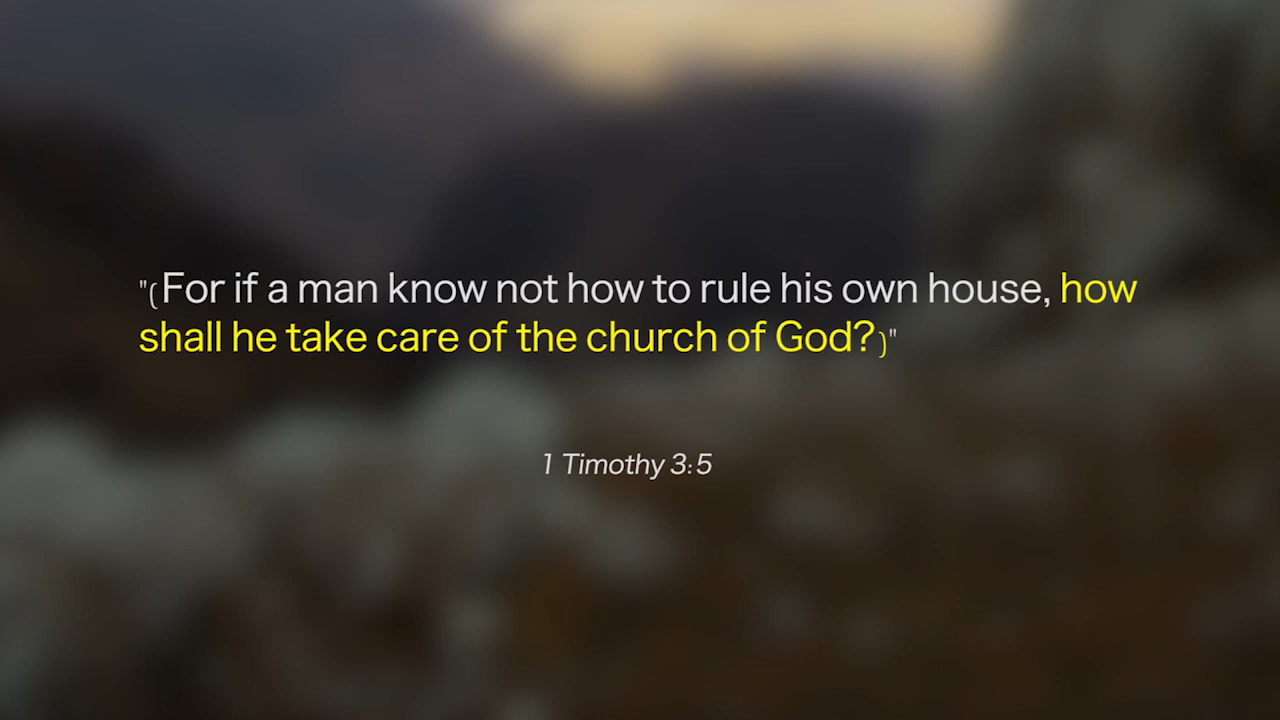 "(For if a man know not how to rule his own house, how
shall he take care of the church of God?)"
1 Timothy 3:5